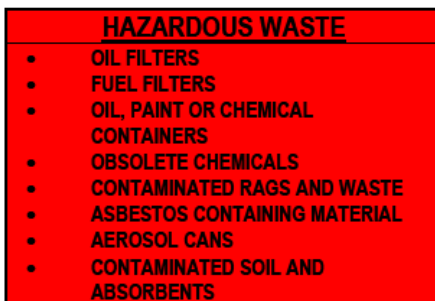 HAZARDOUS WASTE
• OIL FILTERS
• FUEL FILTERS
• OIL, PAINT OR CHEMICAL
CONTAINERS
• OBSOLETE CHEMICALS
• CONTAMINATED RAGS AND WASTE
• ASBESTOS CONTAINING MATERIAL
• AEROSOL CANS
• CONTAMINATED SOIL AND
ABSORBENTS